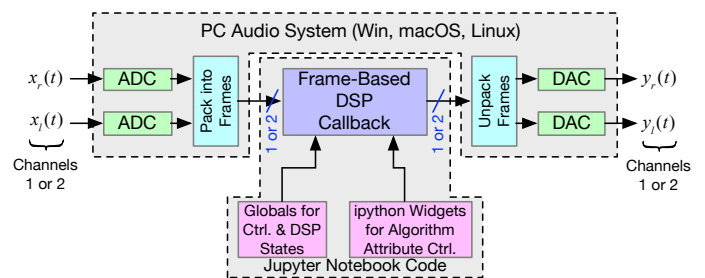 PC Audio System (Win, macOS, Linux)
x_r(t)
ADC
Pack into
Frames
Frame-Based
DSP
Callback
Unpack
Frames
DAC
y_r(t)
x_l(t)
ADC
1 or 2
1 or 2
DAC
y_l(t)
Channels
1 or 2
Channels
1 or 2
Globals for
Ctrl. & DSP
States
ipython Widgets
for Algorithm
Attribute Ctrl.
Jupyter Notebook Code